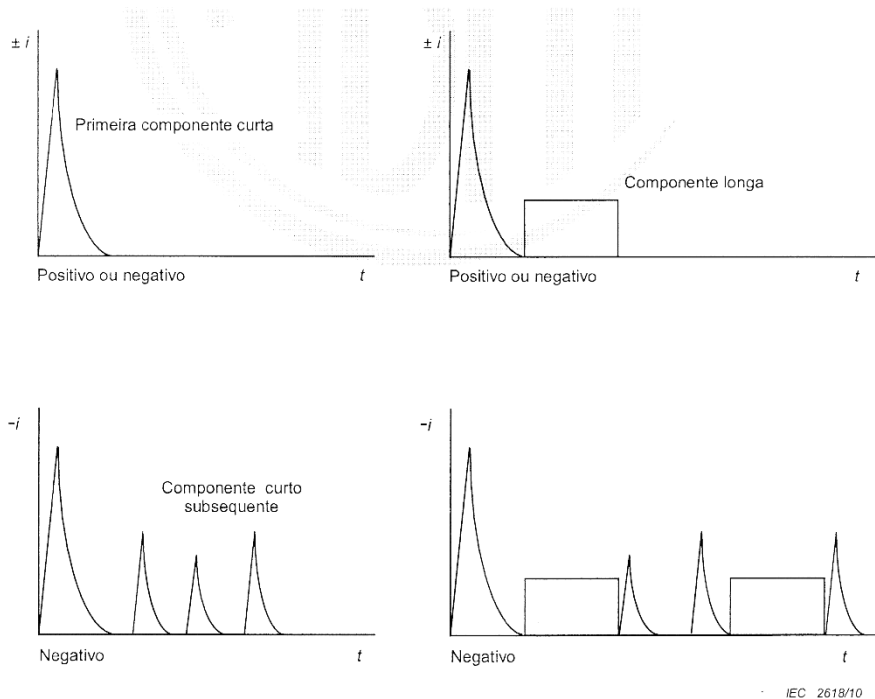 ± i
Primeira componente curta
Positivo ou negativo
t
± i
Componente longa
Positivo ou negativo
t
-i
Componente curto
subsequente
Negativo
t
-i
Negativo
t
IEC 2618/10